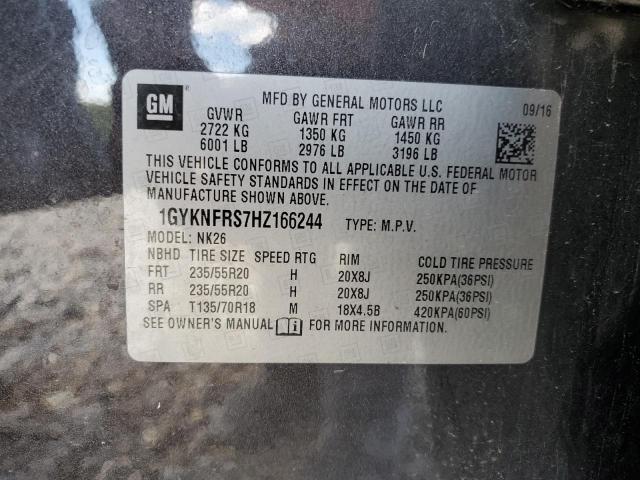 GM
MFD BY GENERAL MOTORS LLC 09/16
GVWR GAWR FRT GAWR RR
2722 KG 1350 KG 1450 KG
6001 LB 2976 LB 3196 LB
THIS VEHICLE CONFORMS TO ALL APPLICABLE U.S. FEDERAL MOTOR
VEHICLE SAFETY STANDARDS IN EFFECT ON THE DATE OF
MANUFACTURE SHOWN ABOVE.
1GYKNFRS7HZ166244 TYPE: M.P.V.
MODEL: NK26
NBHD TIRE SIZE SPEED RTG RIM COLD TIRE PRESSURE
FRT 235/55R20 H 20X8J 250KPA(36PSI)
RR 235/55R20 H 20X8J 250KPA(36PSI)
SPA T135/70R18 M 18X4.5B 420KPA(60PSI)
SEE OWNER'S MANUAL i FOR MORE INFORMATION.